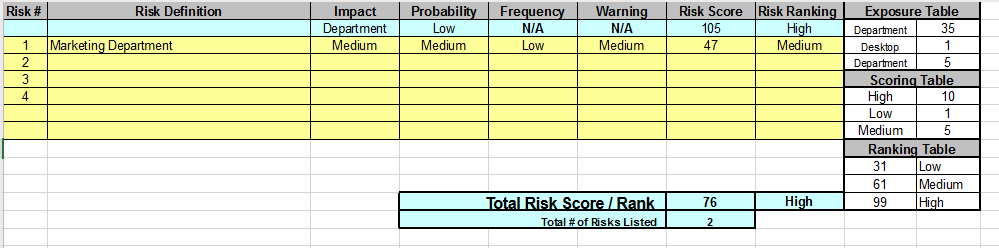 Risk # Risk Definition Impact Probability Frequency Warning Risk Score Risk Ranking Exposure Table
Department Low N/A N/A 105 High Department 35
1 Marketing Department Medium Medium Low Medium 47 Medium Desktop 1
2 Department 5
3 Scoring Table
4 High 10
Low 1
Medium 5
Ranking Table
31 Low
61 Medium
Total Risk Score / Rank 76 High 99 High
Total # of Risks Listed 2